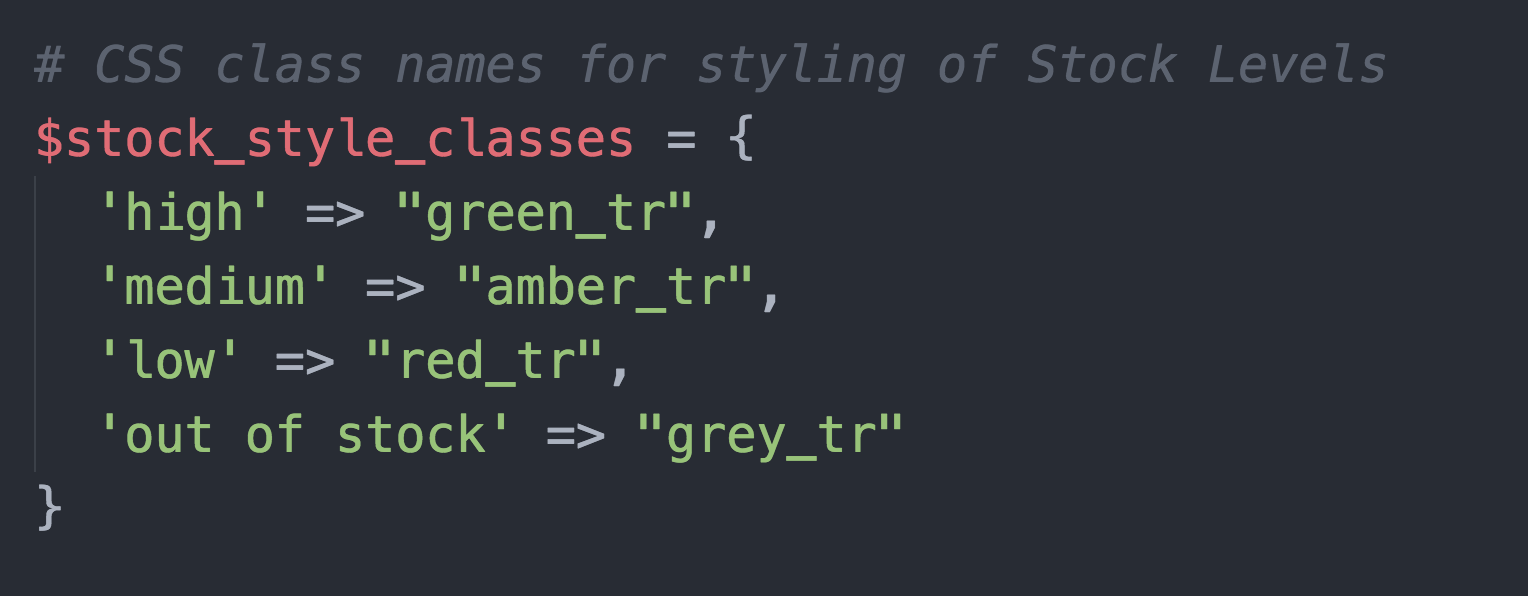 # CSS class names for styling of Stock Levels
$stock_style_classes = {
  'high' => "green_tr",
  'medium' => "amber_tr",
  'low' => "red_tr",
  'out of stock' => "grey_tr"
}